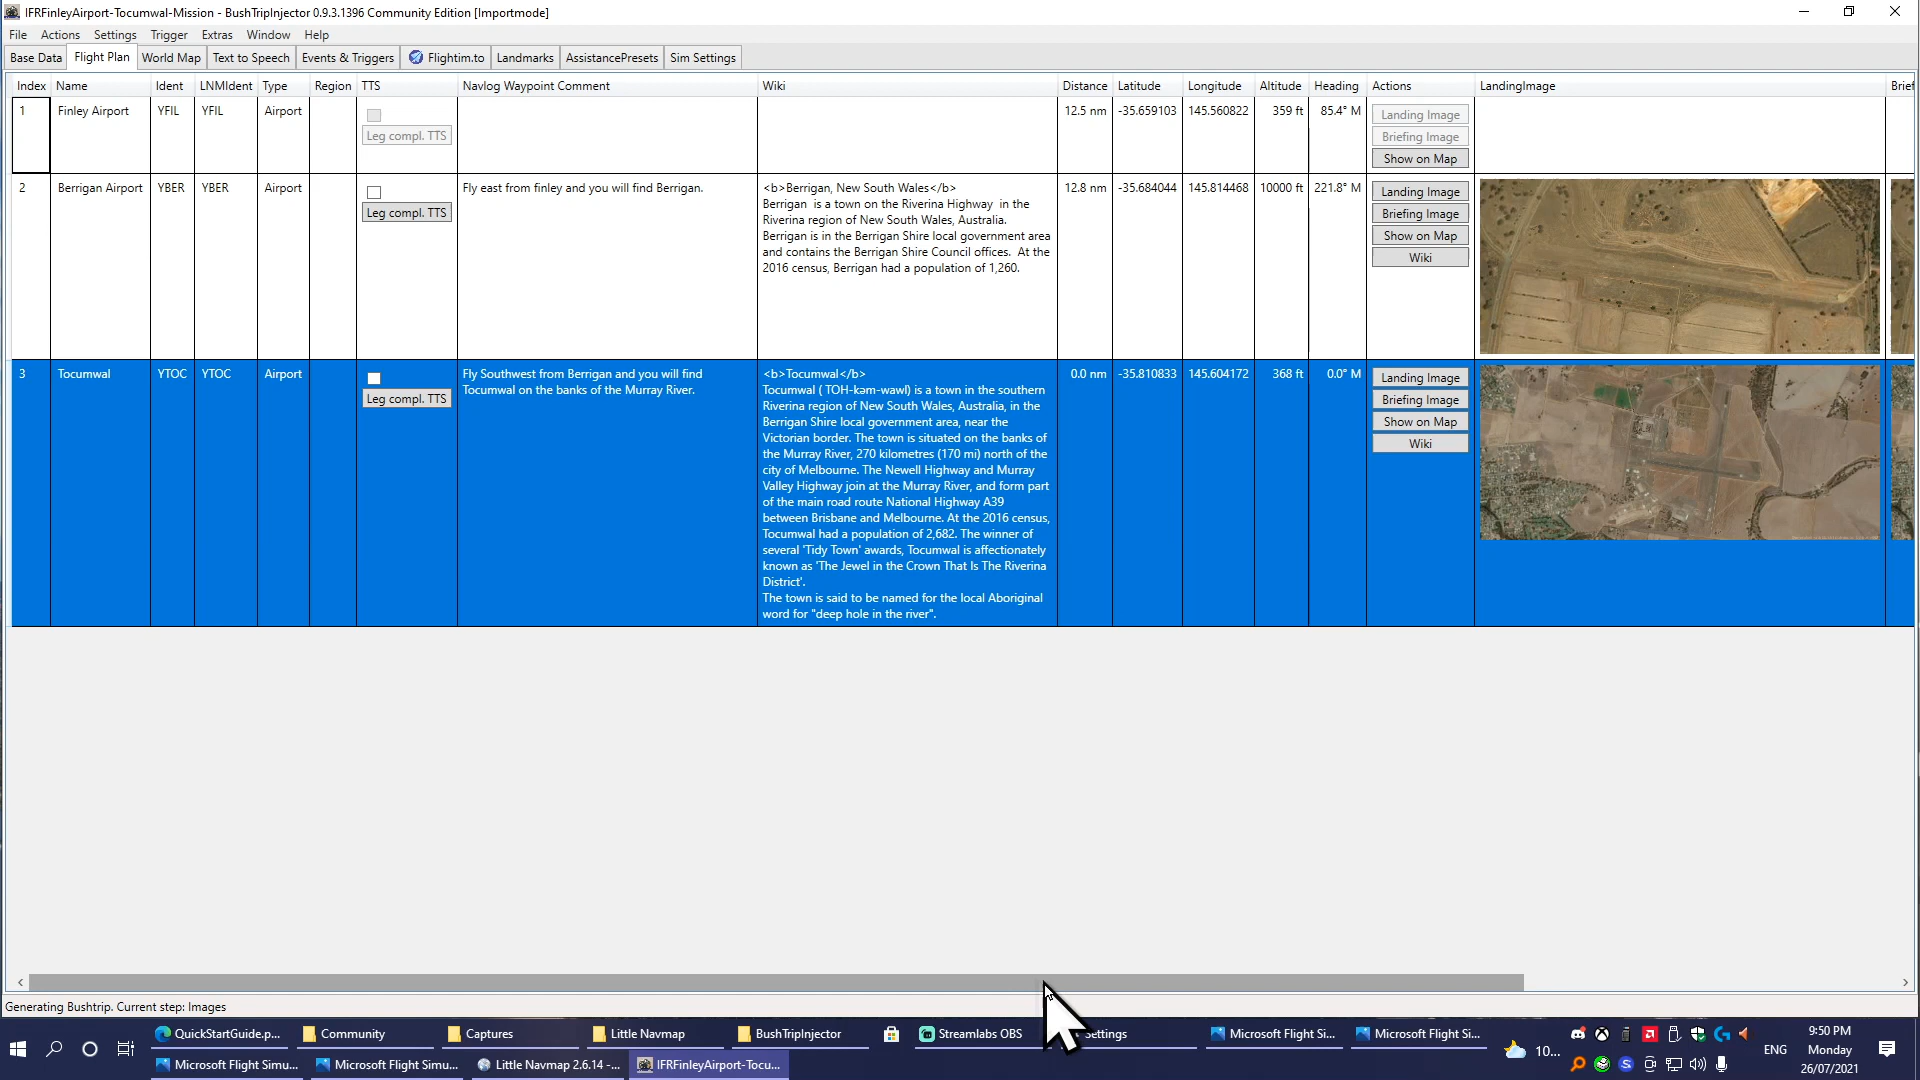 IFRFinleyAirport-Tocumwal-Mission - BushTripInjector 0.9.3.1396 Community Edition [Importmode]
File Actions Settings Trigger Extras Window Help
Base Data Flight Plan World Map Text to Speech Events & Triggers Flightim.to Landmarks AssistancePresets Sim Settings
Index Name Ident LNMIdent Type Region TTS Navlog Waypoint Comment Wiki Distance Latitude Longitude Altitude Heading Actions LandingImage Brief
1 Finley Airport YFIL YFIL Airport 12.5 nm -35.659103 145.560822 359 ft 85.4° M Landing Image
Leg compl. TTS Briefing Image
Show on Map
2 Berrigan Airport YBER YBER Airport Fly east from finley and you will find Berrigan. <b>Berrigan, New South Wales</b> 12.8 nm -35.684044 145.814468 10000 ft 221.8° M Landing Image
Berrigan is a town on the Riverina Highway in the
Leg compl. TTS Riverina region of New South Wales, Australia. Briefing Image
Berrigan is in the Berrigan Shire local government area Show on Map
and contains the Berrigan Shire Council offices. At the Wiki
2016 census, Berrigan had a population of 1,260.
3 Tocumwal YTOC YTOC Airport Fly Southwest from Berrigan and you will find <b>Tocumwal</b> 0.0 nm -35.810833 145.604172 368 ft 0.0° M Landing Image
Tocumwal on the banks of the Murray River. Tocumwal ( TOH-kəm-wawl) is a town in the southern
Leg compl. TTS Riverina region of New South Wales, Australia, in the Briefing Image
Berrigan Shire local government area, near the Show on Map
Victorian border. The town is situated on the banks of Wiki
the Murray River, 270 kilometres (170 mi) north of the
city of Melbourne. The Newell Highway and Murray
Valley Highway join at the Murray River, and form part
of the main road route National Highway A39
between Brisbane and Melbourne. At the 2016 census,
Tocumwal had a population of 2,682. The winner of
several 'Tidy Town' awards, Tocumwal is affectionately
known as 'The Jewel in the Crown That Is The Riverina
District'.
The town is said to be named for the local Aboriginal
word for "deep hole in the river".
Generating Bushtrip. Current step: Images
QuickStartGuide.p... Community Captures Little Navmap BushTripInjector Streamlabs OBS Settings Microsoft Flight Si... Microsoft Flight Si...
Microsoft Flight Simu... Microsoft Flight Simu... Little Navmap 2.6.14 -... IFRFinleyAirport-Tocu...
10... ENG
9:50 PM
Monday
26/07/2021